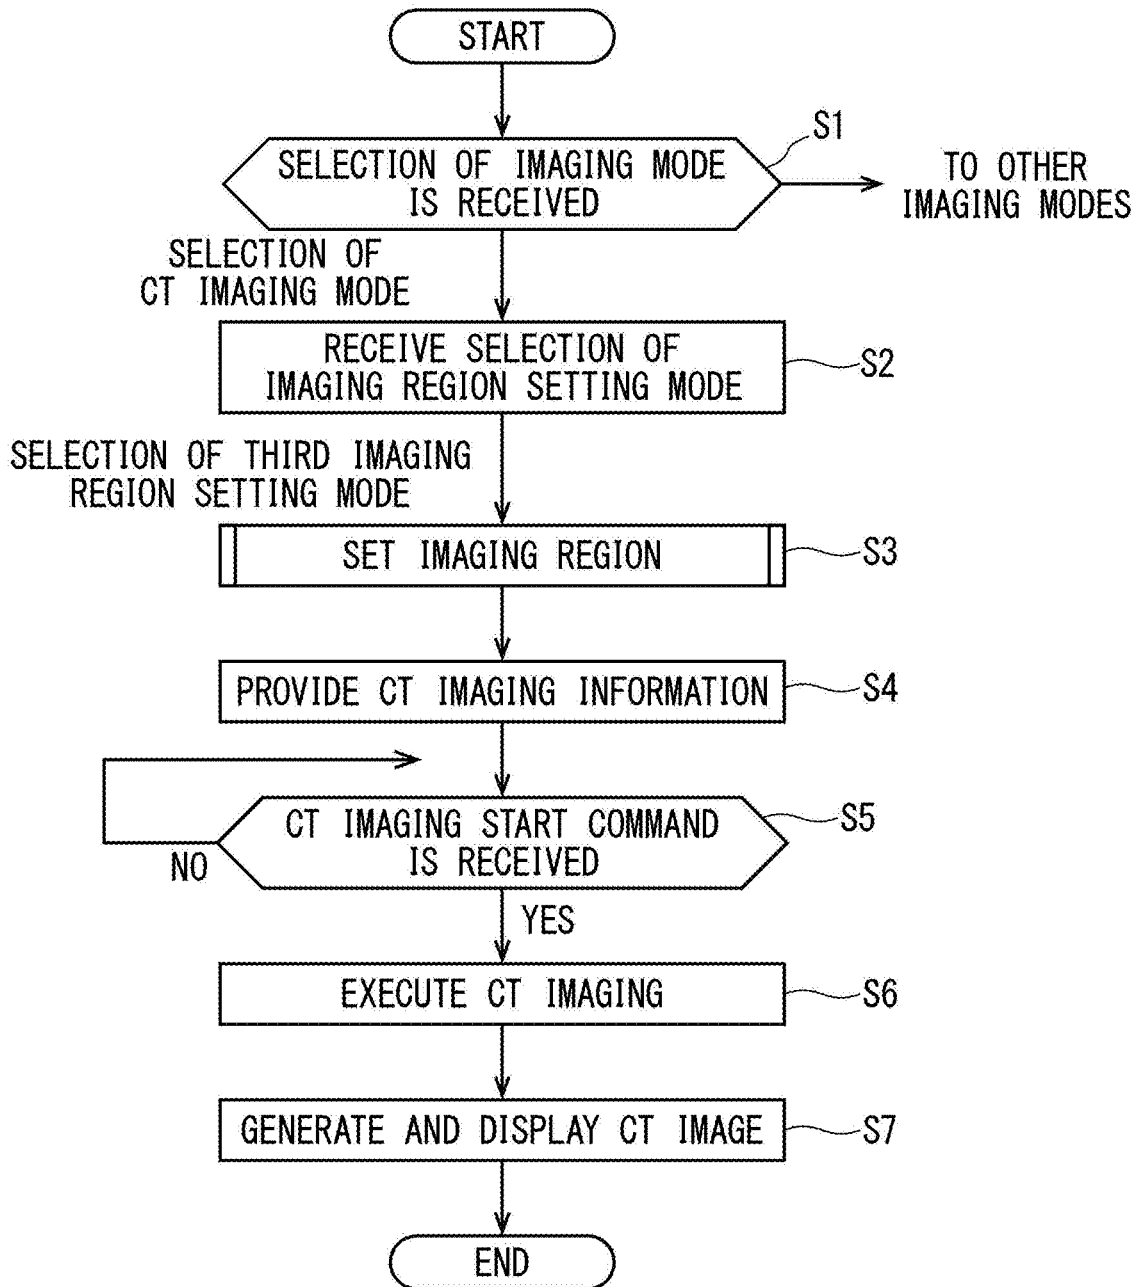 START
S1
SELECTION OF IMAGING MODE
IS RECEIVED
TO OTHER
IMAGING MODES
SELECTION OF
CT IMAGING MODE
RECEIVE SELECTION OF
IMAGING REGION SETTING MODE
S2
SELECTION OF THIRD IMAGING
REGION SETTING MODE
SET IMAGING REGION
S3
PROVIDE CT IMAGING INFORMATION
S4
CT IMAGING START COMMAND
IS RECEIVED
S5
NO
YES
EXECUTE CT IMAGING
S6
GENERATE AND DISPLAY CT IMAGE
S7
END